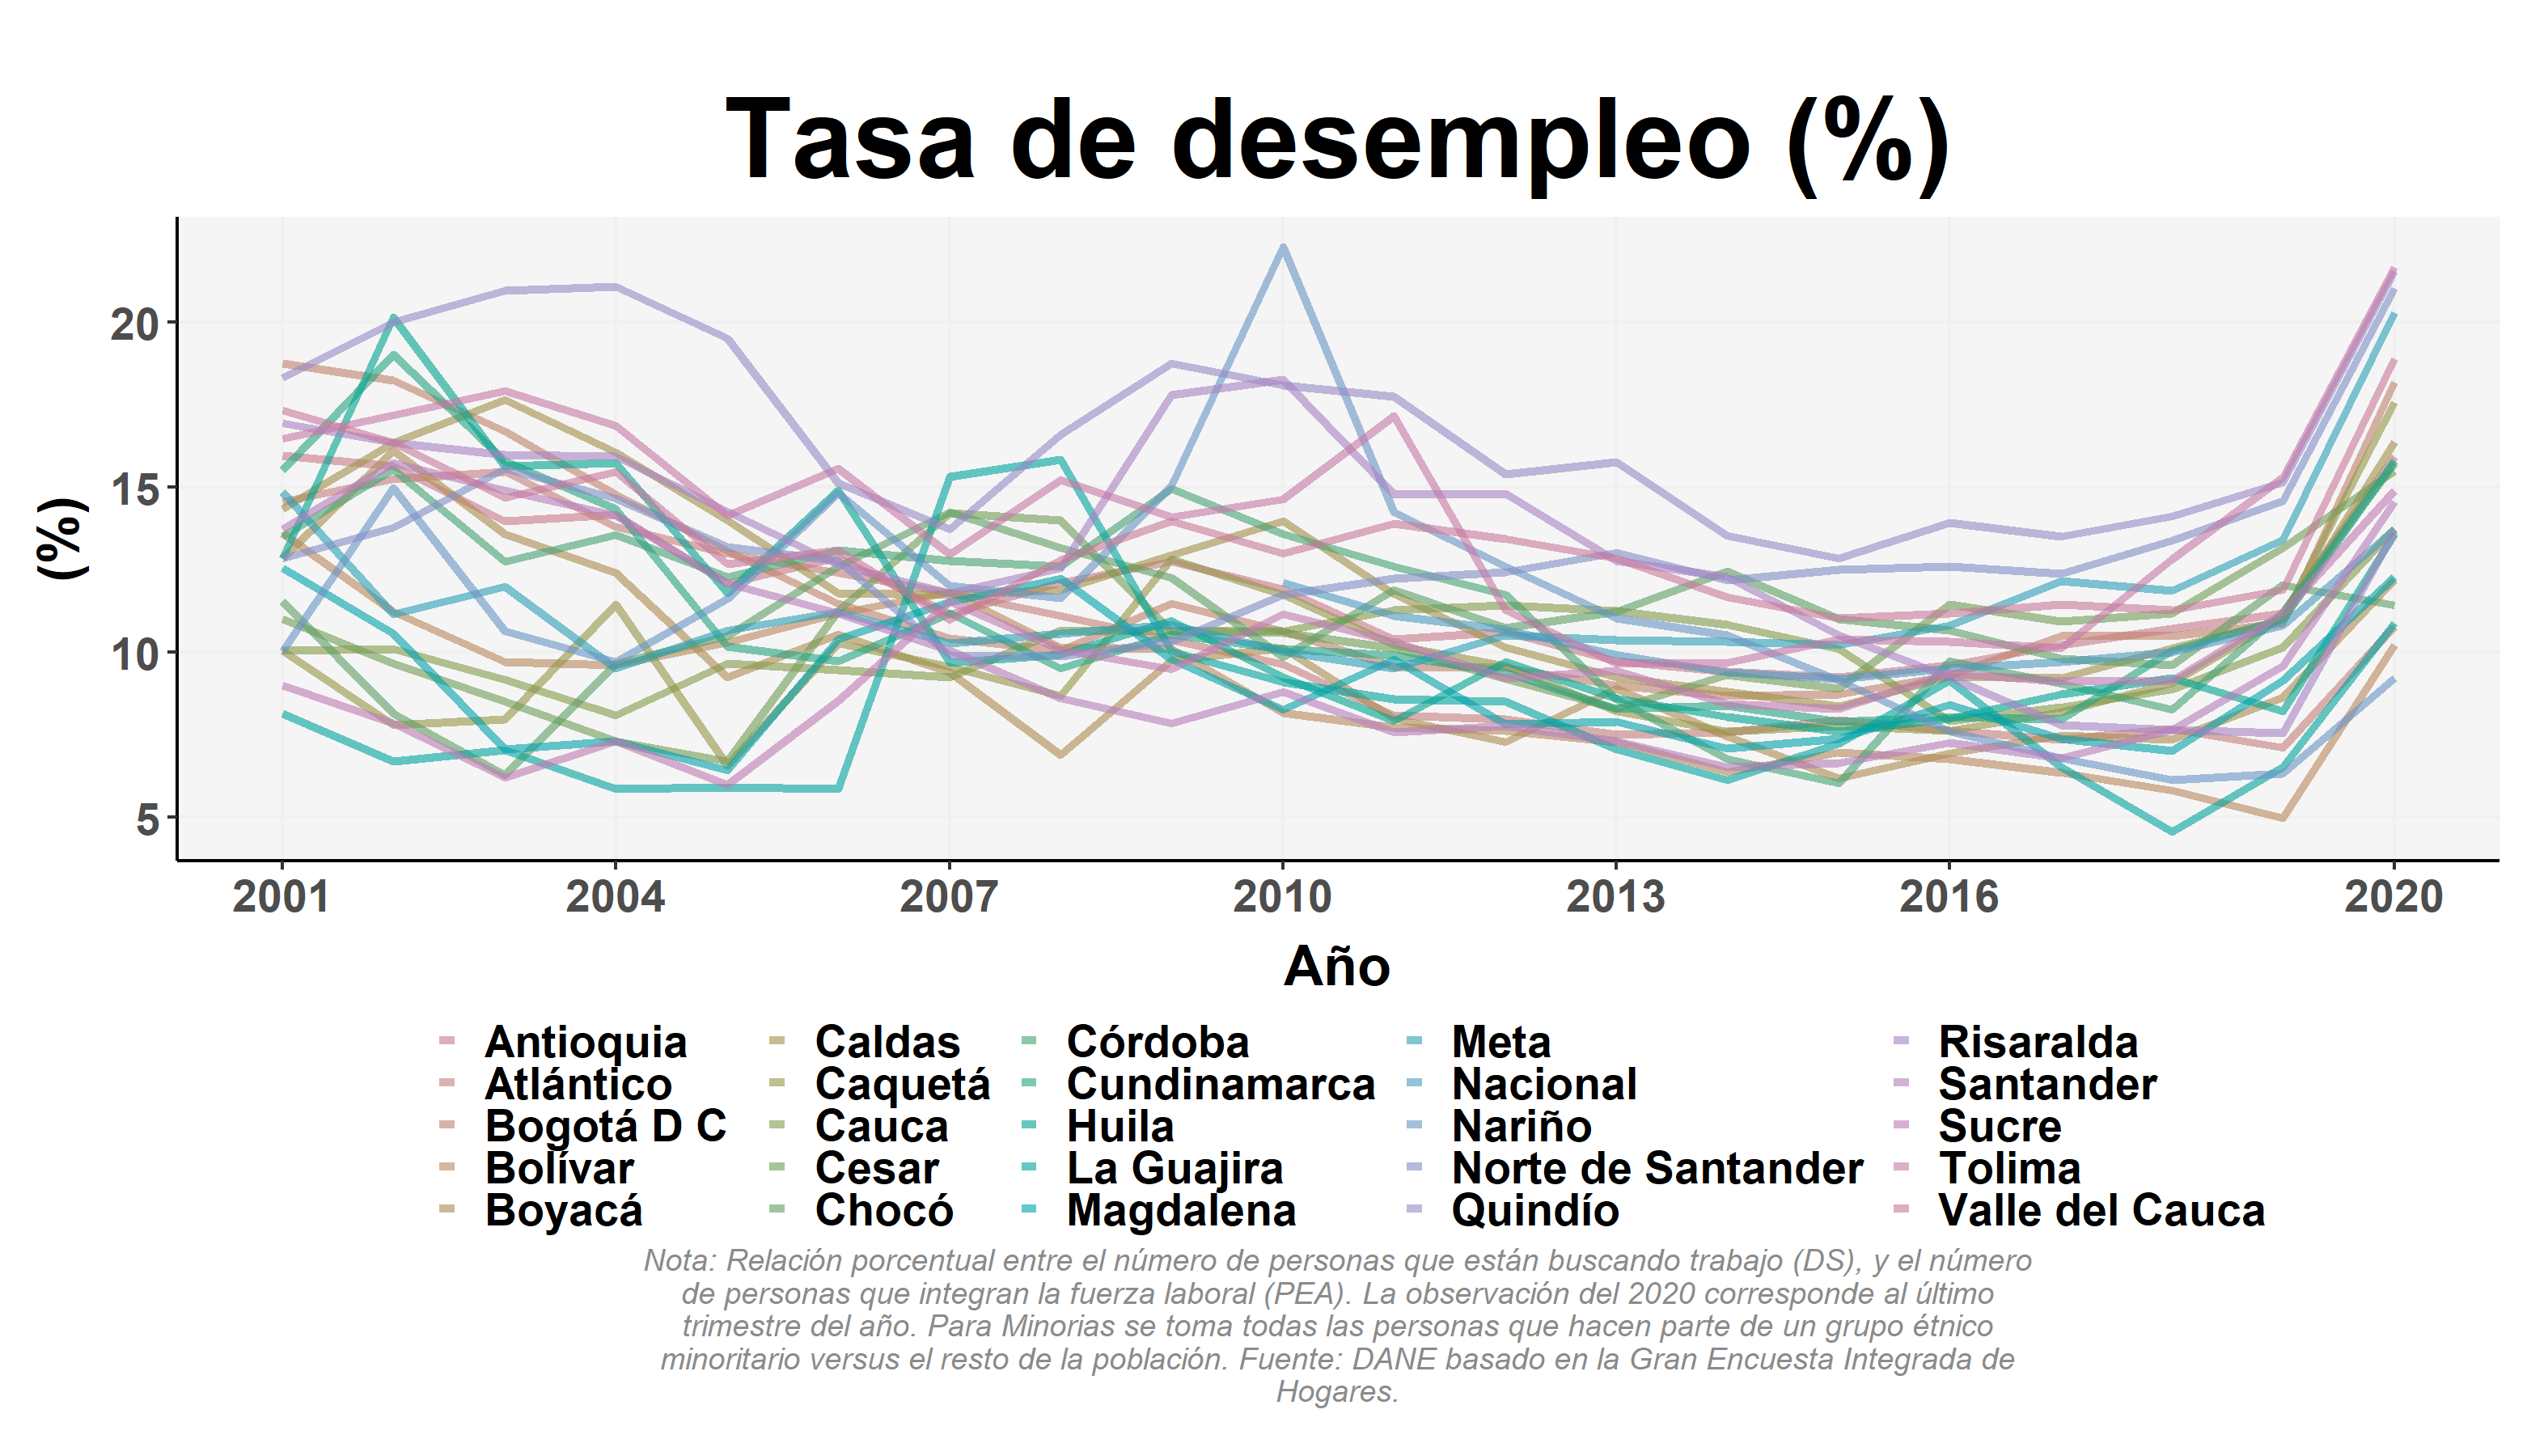 Tasa de desempleo (%)
(%)
20
15
10
5
2001 2004 2007 2010 2013 2016 2020
Año
Antioquia Caldas Córdoba Meta Risaralda
Atlántico Caquetá Cundinamarca Nacional Santander
Bogotá D C Cauca Huila Nariño Sucre
Bolívar Cesar La Guajira Norte de Santander Tolima
Boyacá Chocó Magdalena Quindío Valle del Cauca
Nota: Relación porcentual entre el número de personas que están buscando trabajo (DS), y el número
de personas que integran la fuerza laboral (PEA). La observación del 2020 corresponde al último
trimestre del año. Para Minorias se toma todas las personas que hacen parte de un grupo étnico
minoritario versus el resto de la población. Fuente: DANE basado en la Gran Encuesta Integrada de
Hogares.